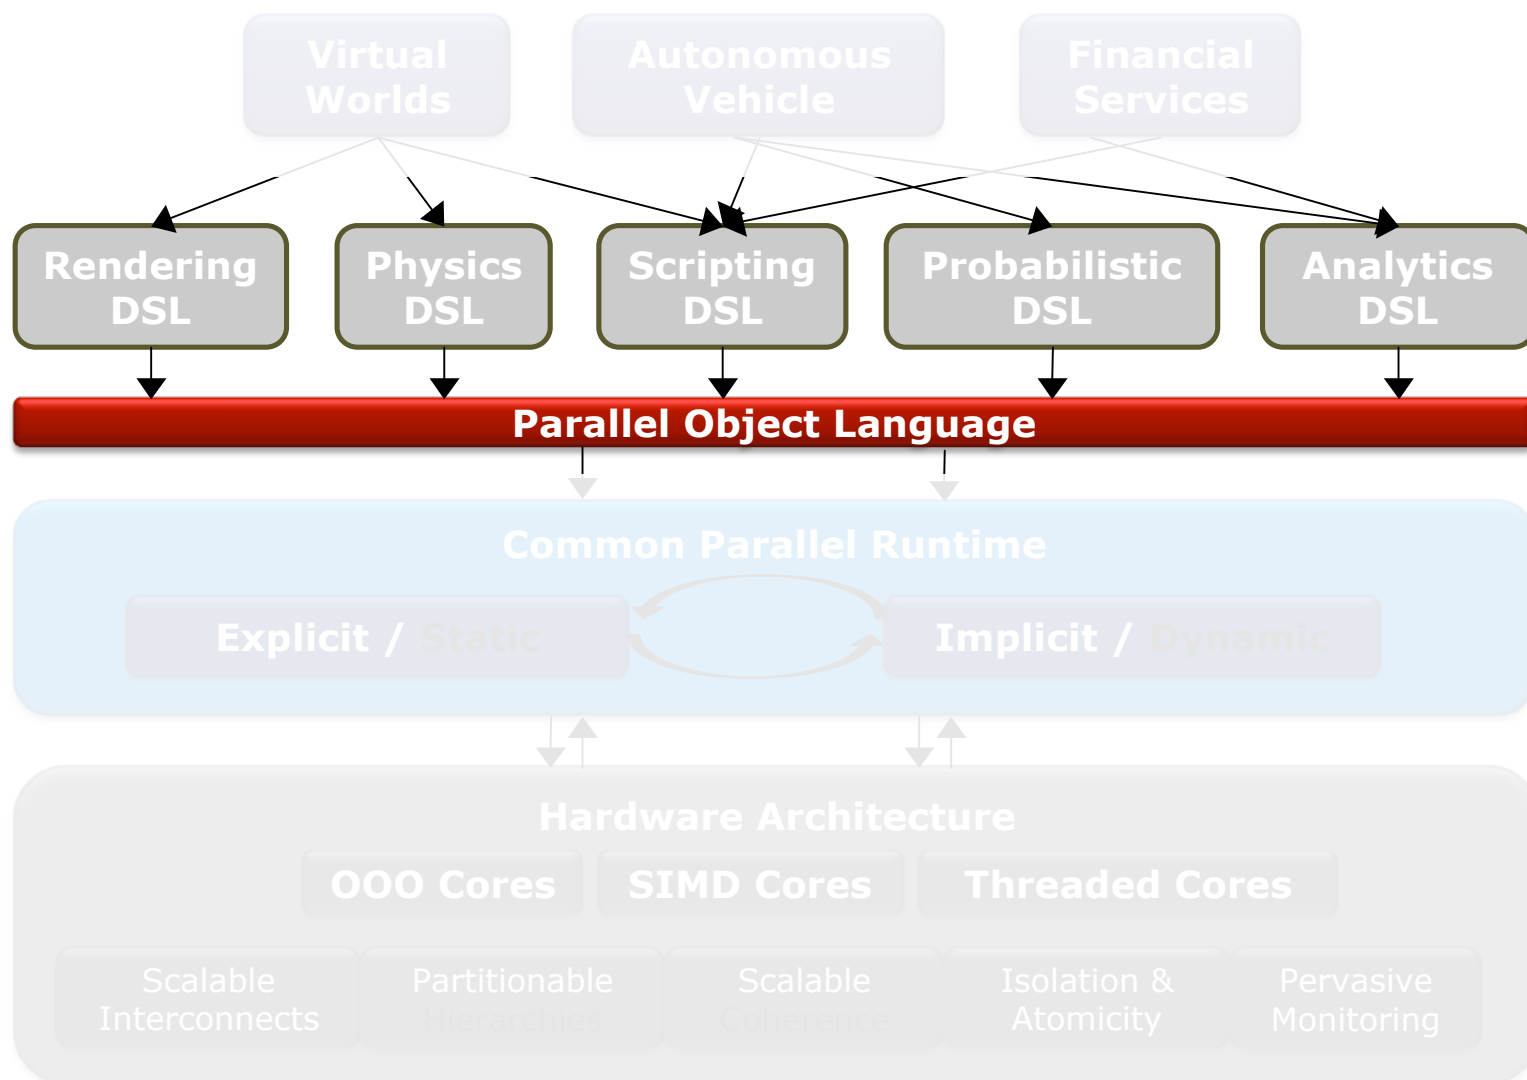 Virtual
Worlds
Autonomous
Vehicle
Financial
Services
Rendering
DSL
Physics
DSL
Scripting
DSL
Probabilistic
DSL
Analytics
DSL
Parallel Object Language
Common Parallel Runtime
Explicit / Static
Implicit / Dynamic
Hardware Architecture
OOO Cores
SIMD Cores
Threaded Cores
Scalable
Interconnects
Partitionable
Hierarchies
Scalable
Coherence
Isolation &
Atomicity
Pervasive
Monitoring